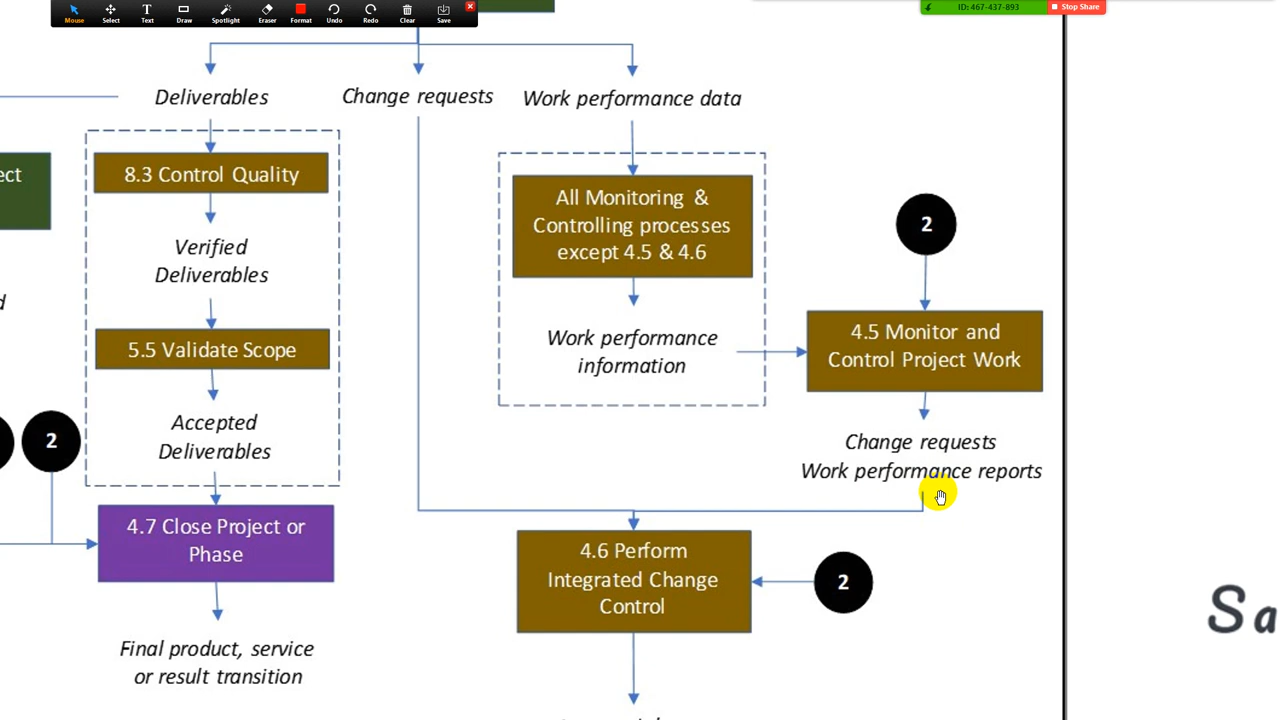 Mouse
Select
Text
Draw
Spotlight
Eraser
Format
Undo
Redo
Clear
Save
ID: 467-437-893
Stop Share
Deliverables
Change requests
Work performance data
8.3 Control Quality
All Monitoring &
Controlling processes
except 4.5 & 4.6
ect
2
Verified
Deliverables
d
5.5 Validate Scope
Work performance
information
4.5 Monitor and
Control Project Work
Accepted
Deliverables
2
Change requests
Work performance reports
4.7 Close Project or
Phase
4.6 Perform
Integrated Change
Control
2
Final product, service
or result transition
Sa